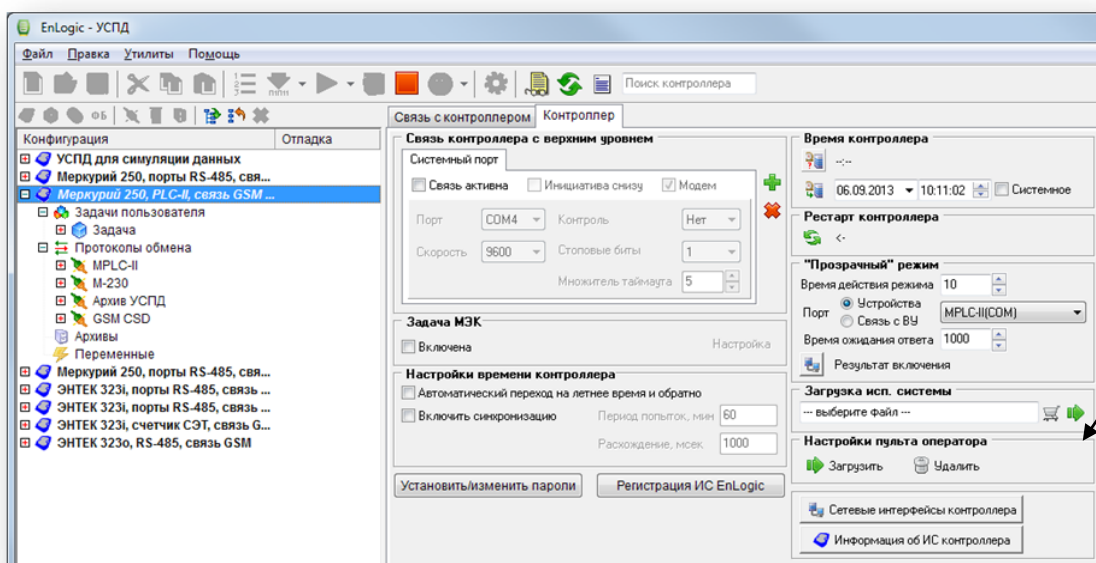 EnLogic - УСПД
Файл Правка Утилиты Помощь
ППП Поиск контроллера
ФБ
Связь с контроллером Контроллер
Конфигурация Отладка
УСПД для симуляции данных
Меркурий 250, порты RS-485, свя...
Меркурий 250, PLC-II, связь GSM ...
Задачи пользователя
Задача
Протоколы обмена
MPLC-II
М-230
Архив УСПД
GSM CSD
Архивы
Переменные
Меркурий 250, порты RS-485, свя...
ЭНТЕК 323i, порты RS-485, связь ...
ЭНТЕК 323i, порты RS-485, связь ...
ЭНТЕК 323i, счетчик СЭТ, связь G...
ЭНТЕК 323о, RS-485, связь GSM
Связь контроллера с верхним уровнем
Системный порт
Связь активна Инициатива снизу Модем
Порт COM4 Контроль Нет
Скорость 9600 Стоповые биты 1
Множитель таймаута 5
Задача МЭК
Включена Настройка
Настройки времени контроллера
Автоматический переход на летнее время и обратно
Включить синхронизацию Период попыток, мин 60
Расхождение, мсек 1000
Установить/изменить пароли Регистрация ИС EnLogic
Время контроллера
--:--
06.09.2013 10:11:02 Системное
Рестарт контроллера
<-
"Прозрачный" режим
Время действия режима 10
Порт Устройства MPLC-II(COM)
Связь с ВУ
Время ожидания ответа 1000
Результат включения
Загрузка исп. системы
--- выберите файл ---
Настройки пульта оператора
Загрузить Удалить
Сетевые интерфейсы контроллера
Информация об ИС контроллера